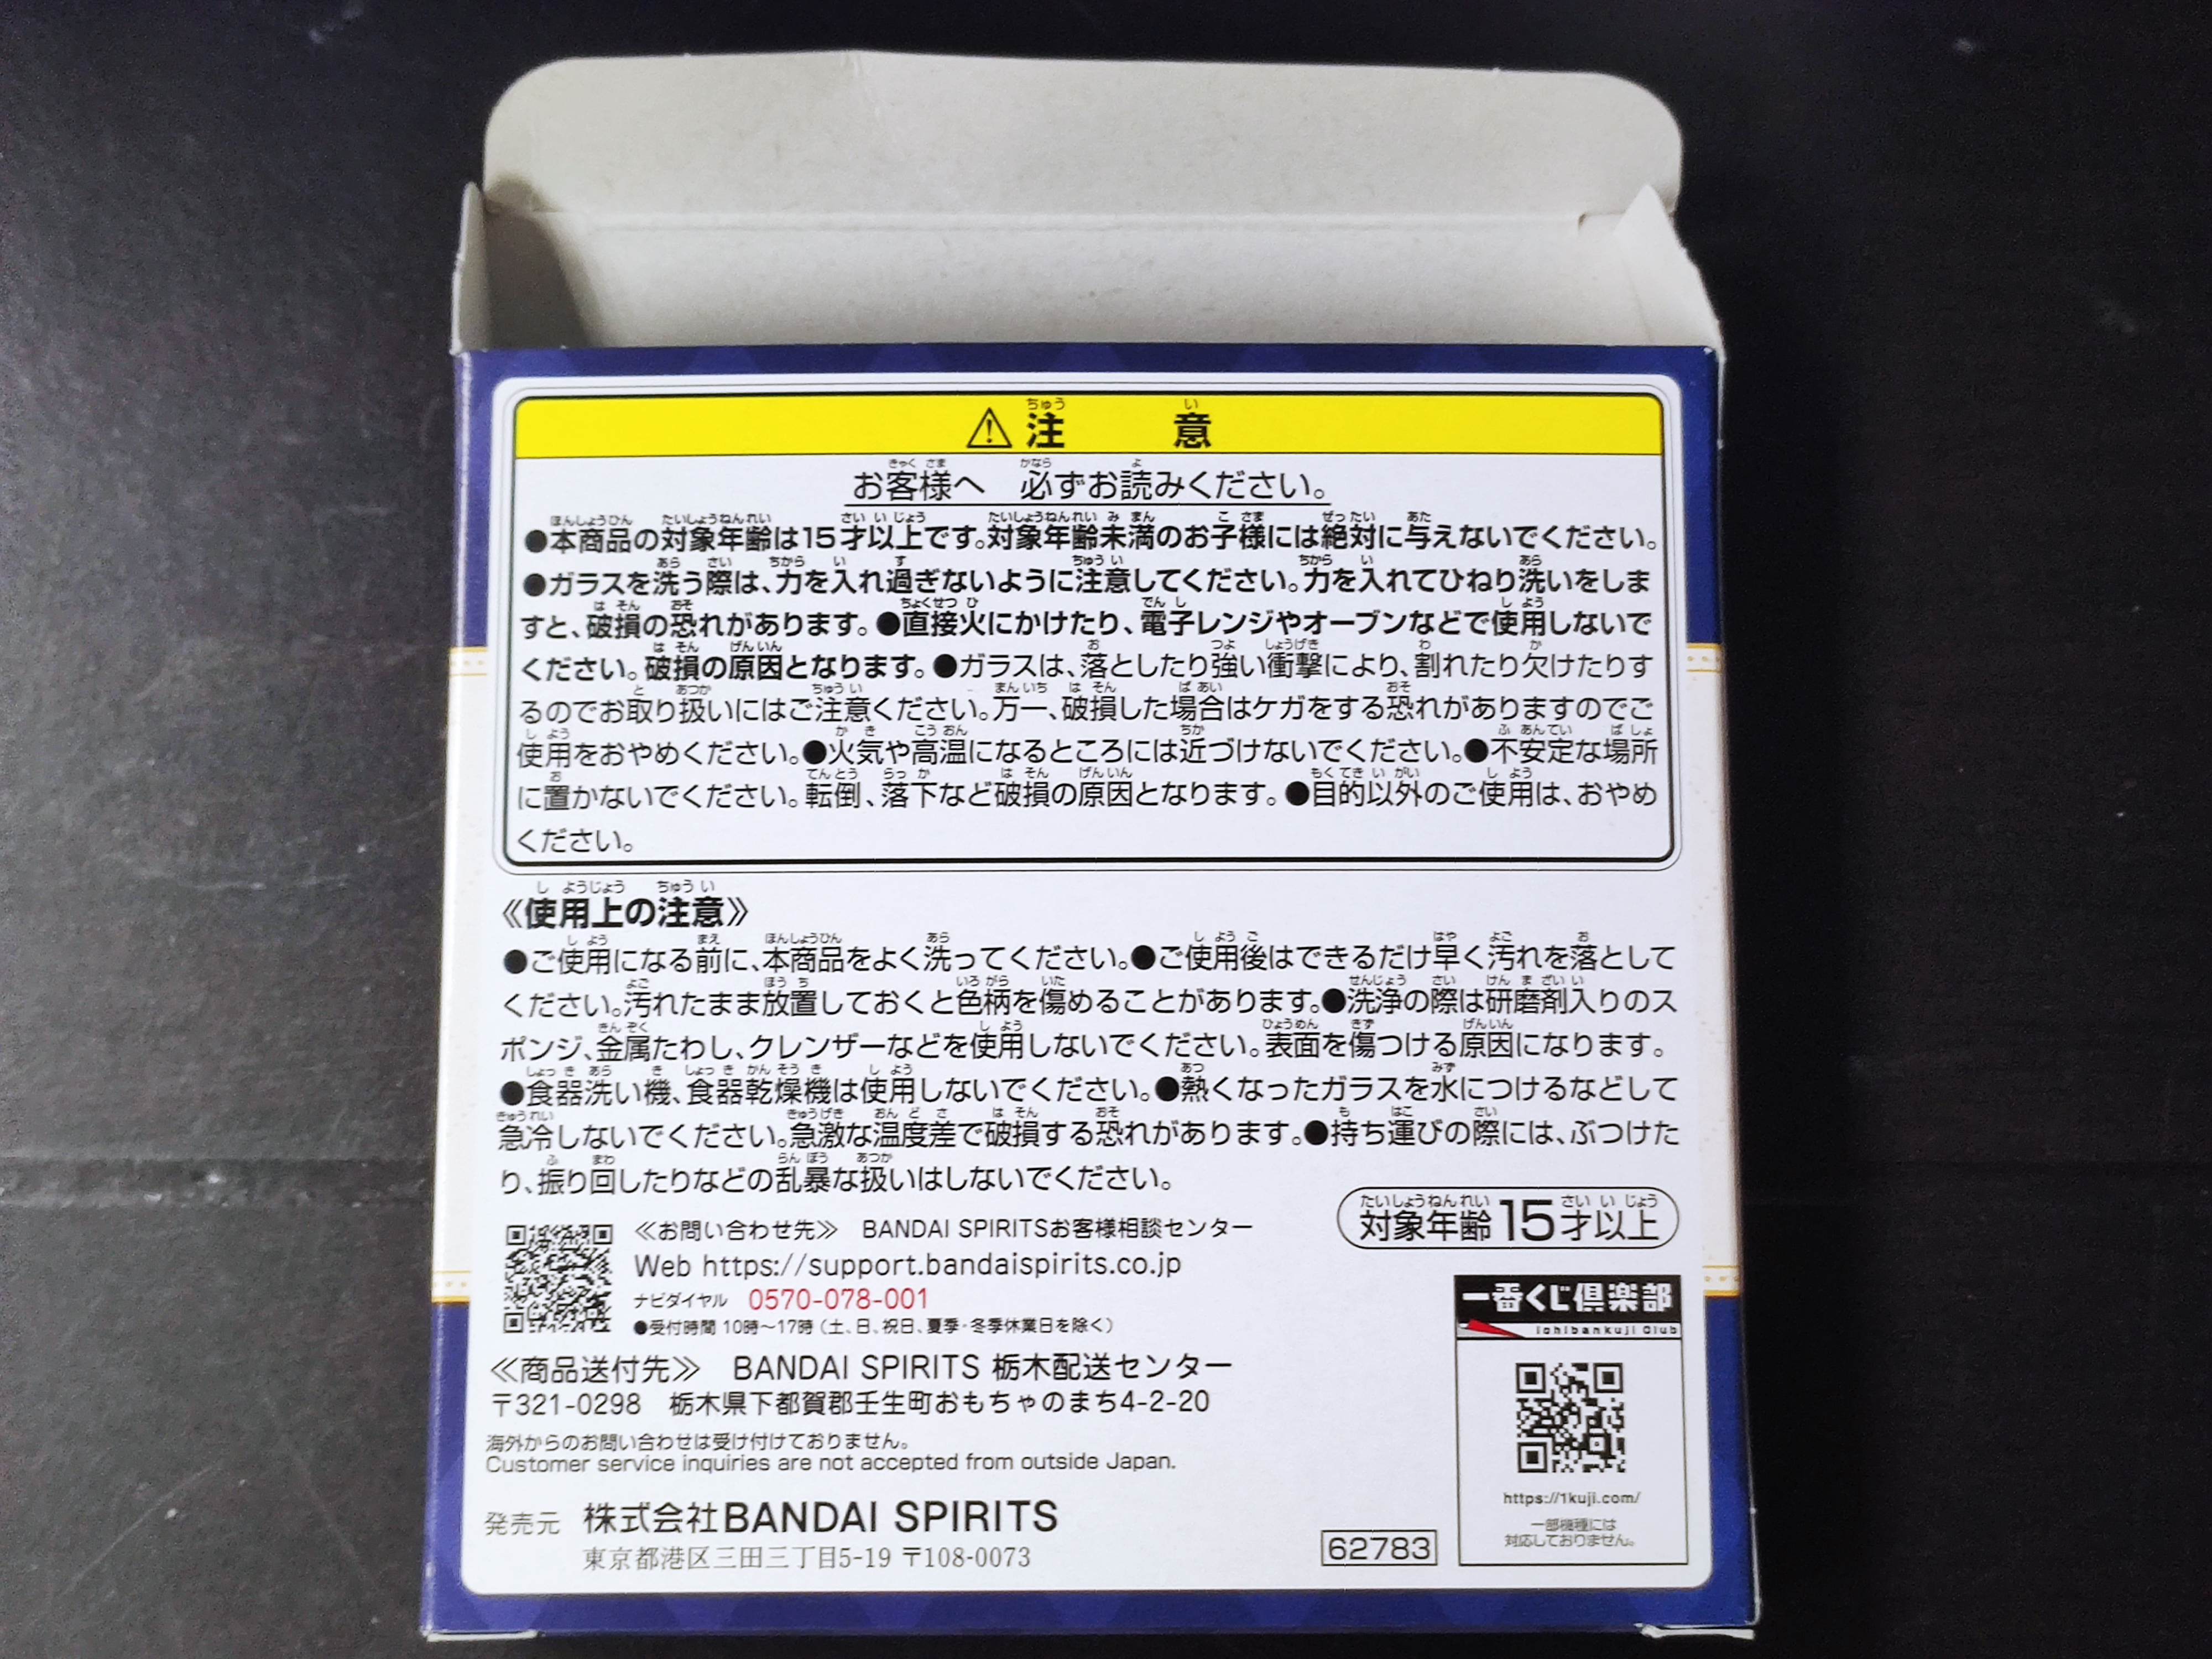 ⚠注 意
お客様へ 必ずお読みください。
●本商品の対象年齢は15才以上です。対象年齢未満のお子様には絶対に与えないでください。
●ガラスを洗う際は、力を入れ過ぎないように注意してください。力を入れてひねり洗いをしま
すと、破損の恐れがあります。●直接火にかけたり、電子レンジやオーブンなどで使用しないで
ください。破損の原因となります。●ガラスは、落としたり強い衝撃により、割れたり欠けたりす
るのでお取り扱いにはご注意ください。万一、破損した場合はケガをする恐れがありますのでご
使用をおやめください。●火気や高温になるところには近づけないでください。●不安定な場所
に置かないでください。転倒、落下など破損の原因となります。●目的以外のご使用は、おやめ
ください。
《使用上の注意》
●ご使用になる前に、本商品をよく洗ってください。●ご使用後はできるだけ早く汚れを落として
ください。汚れたまま放置しておくと色柄を傷めることがあります。●洗浄の際は研磨剤入りのス
ポンジ、金属たわし、クレンザーなどを使用しないでください。表面を傷つける原因になります。
●食器洗い機、食器乾燥機は使用しないでください。●熱くなったガラスを水につけるなどして
急冷しないでください。急激な温度差で破損する恐れがあります。●持ち運びの際には、ぶつけた
り、振り回したりなどの乱暴な扱いはしないでください。
対象年齢15才以上
≪お問い合わせ先≫ BANDAI SPIRITSお客様相談センター
Web https://support.bandaispirits.co.jp
ナビダイヤル 0570-078-001
●受付時間 10時～17時（土、日、祝日、夏季・冬季休業日を除く）
≪商品送付先≫ BANDAI SPIRITS 栃木配送センター
〒321-0298 栃木県下都賀郡壬生町おもちゃのまち4-2-20
海外からのお問い合わせは受け付けておりません。
Customer service inquiries are not accepted from outside Japan.
発売元 株式会社BANDAI SPIRITS
東京都港区三田三丁目5-19 〒108-0073
62783
一番くじ倶楽部
Ichibankuji Club
https://1kuji.com/
一部機種には
対応しておりません。